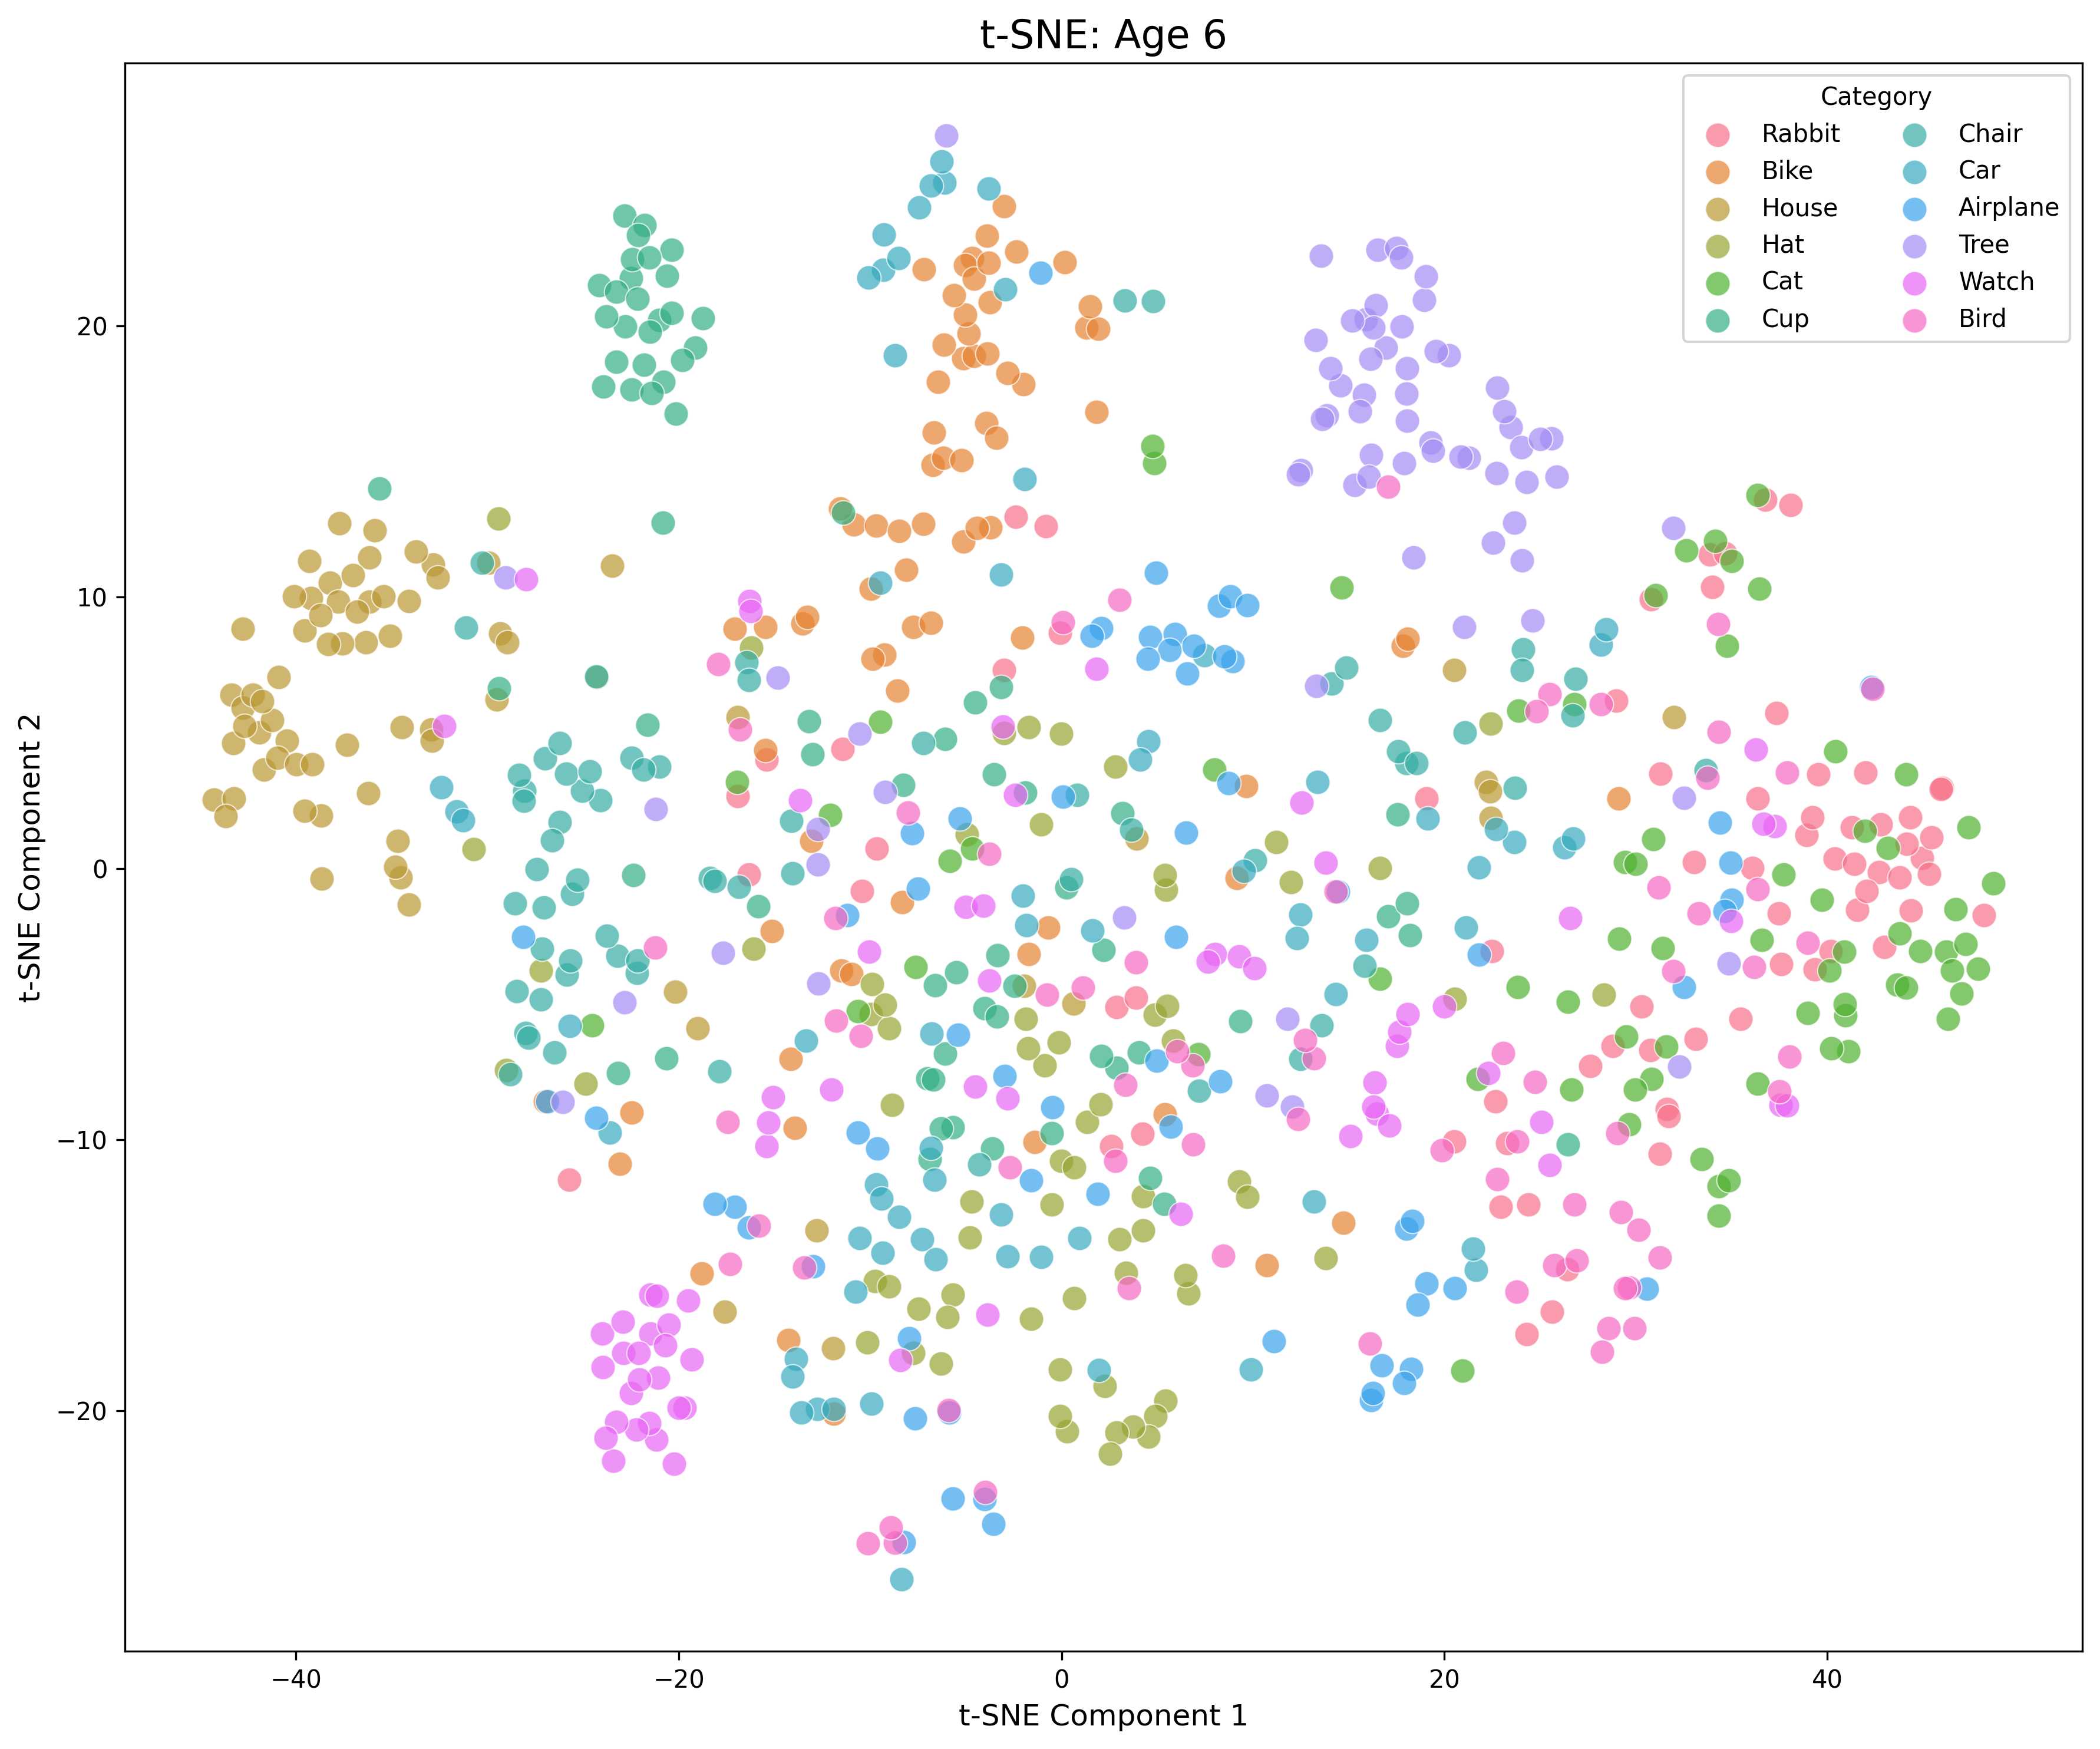 t-SNE: Age 6
Category
Rabbit
Bike
House
Hat
Cat
Cup
Chair
Car
Airplane
Tree
Watch
Bird
20
10
0
−10
−20
t-SNE Component 2
−40
−20
0
20
40
t-SNE Component 1